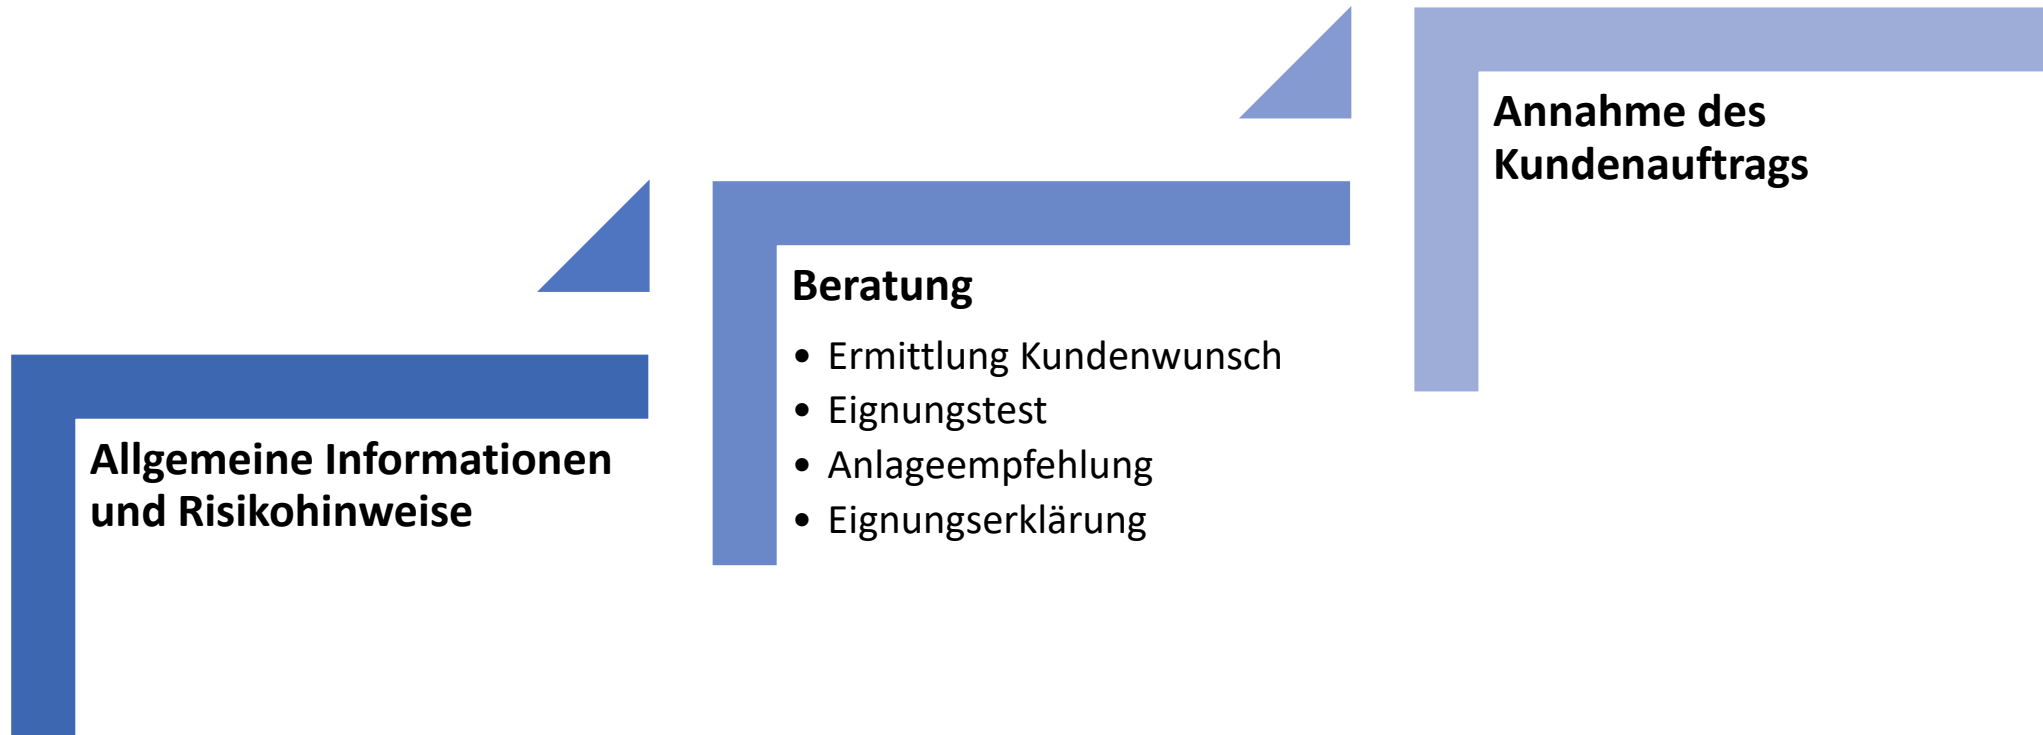 Allgemeine Informationen
und Risikohinweise
Beratung
• Ermittlung Kundenwunsch
• Eignungstest
• Anlageempfehlung
• Eignungserklärung
Annahme des
Kundenauftrags